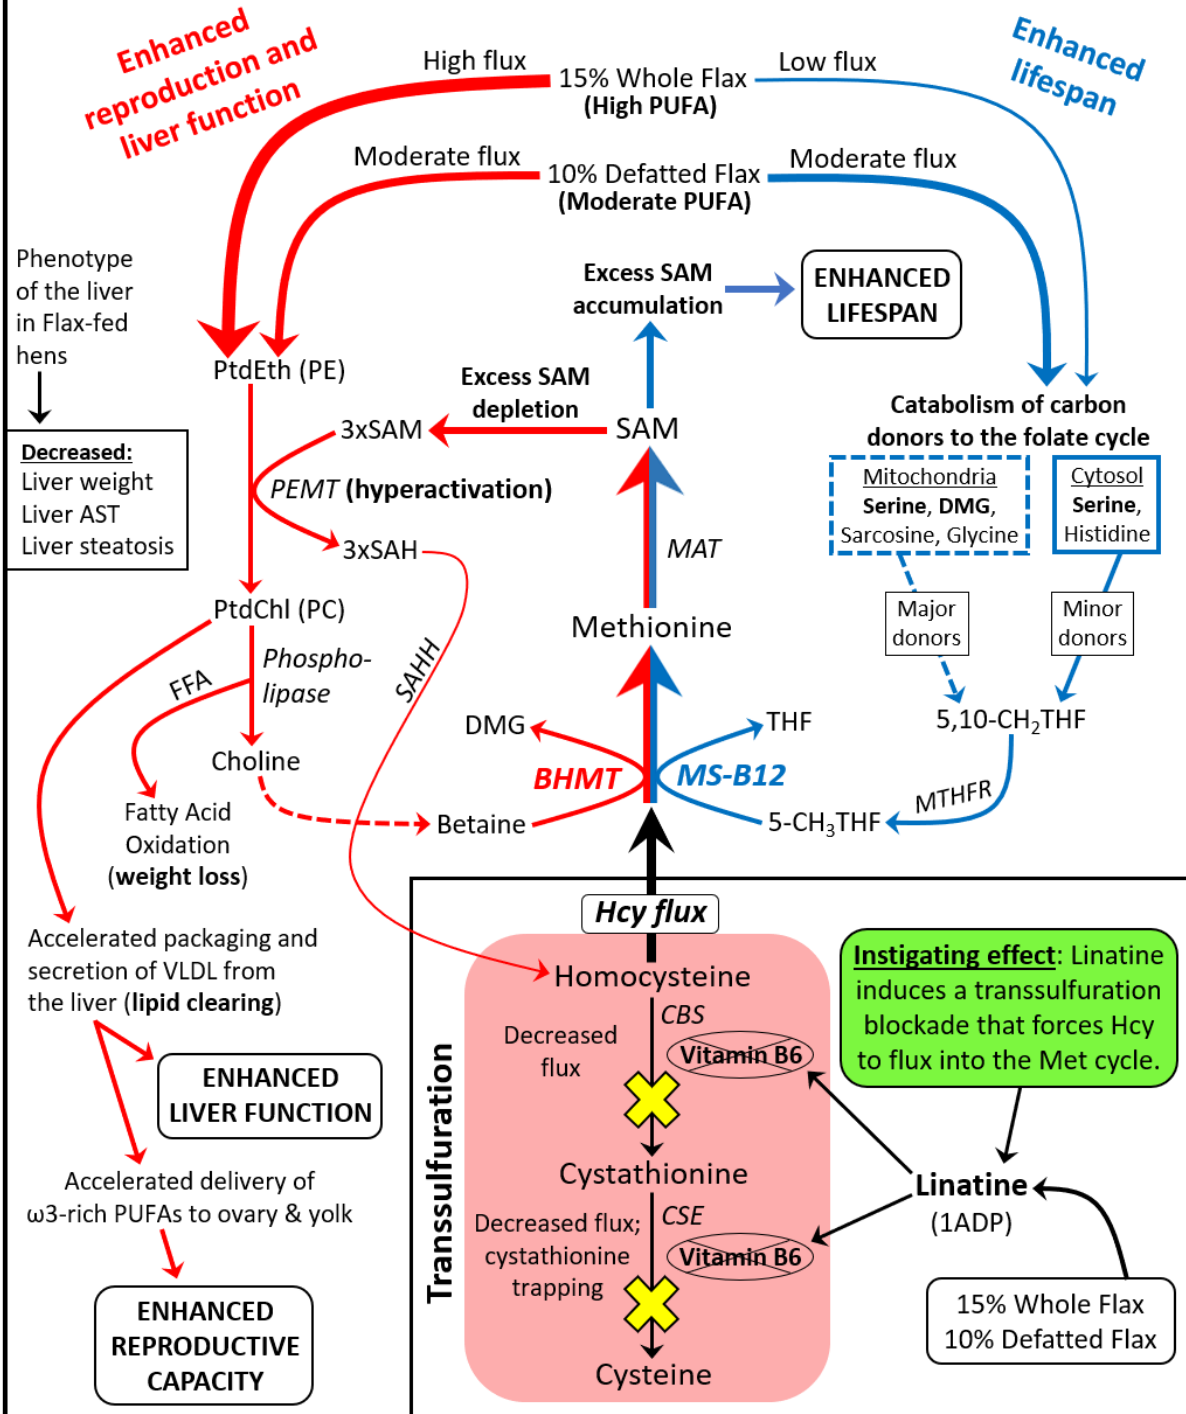 Enhanced
reproduction and
liver function
High flux
15% Whole Flax
(High PUFA)
Low flux
Enhanced
lifespan
Moderate flux
10% Defatted Flax
(Moderate PUFA)
Moderate flux
Phenotype
of the liver
in Flax-fed
hens
Decreased:
Liver weight
Liver AST
Liver steatosis
Excess SAM
accumulation
ENHANCED
LIFESPAN
PtdEth (PE)
Excess SAM
depletion
3xSAM
SAM
PEMT (hyperactivation)
3xSAH
MAT
Catabolism of carbon
donors to the folate cycle
Mitochondria
Serine, DMG,
Sarcosine, Glycine
Cytosol
Serine,
Histidine
Major
donors
Minor
donors
5,10-CH₂THF
MTHFR
5-CH₃THF
THF
MS-B12
Methionine
DMG
BHMT
Betaine
SAHH
PtdChl (PC)
Phospho-
lipase
FFA
Choline
Fatty Acid
Oxidation
(weight loss)
Accelerated packaging and
secretion of VLDL from
the liver (lipid clearing)
ENHANCED
LIVER FUNCTION
Accelerated delivery of
ω3-rich PUFAs to ovary & yolk
ENHANCED
REPRODUCTIVE
CAPACITY
Hcy flux
Transsulfuration
Homocysteine
CBS
Decreased
flux
Vitamin B6
Cystathionine
CSE
Decreased flux;
cystathionine
trapping
Vitamin B6
Cysteine
Instigating effect: Linatine
induces a transsulfuration
blockade that forces Hcy
to flux into the Met cycle.
Linatine
(1ADP)
15% Whole Flax
10% Defatted Flax